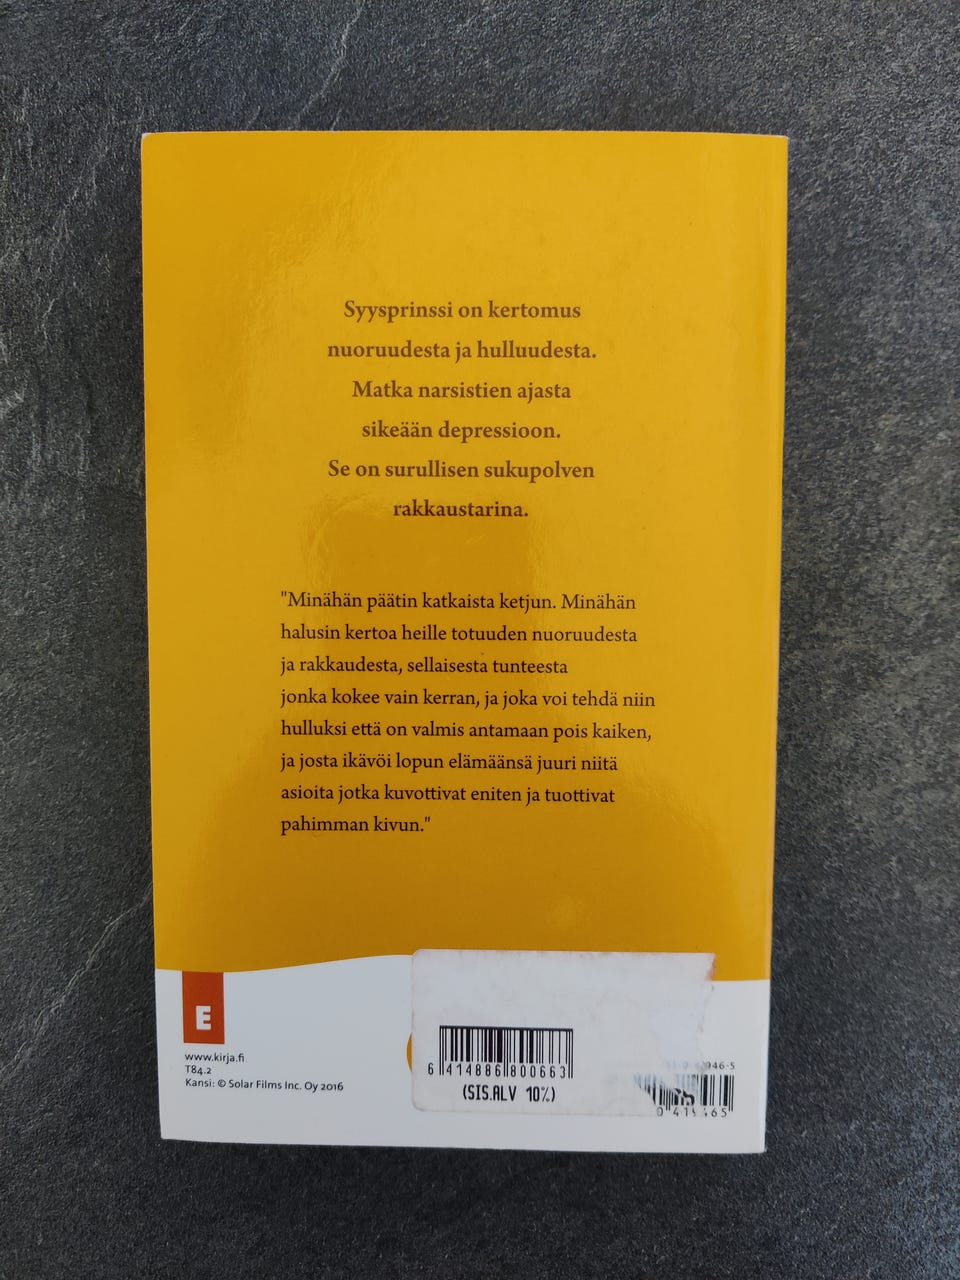 Syysprinssi on kertomus
nuoruudesta ja hulluudesta.
Matka narsistien ajasta
sikeään depressioon.
Se on surullisen sukupolven
rakkaustarina.
"Minähän päätin katkaista ketjun. Minähän
halusin kertoa heille totuuden nuoruudesta
ja rakkaudesta, sellaisesta tunteesta
jonka kokee vain kerran, ja joka voi tehdä niin
hulluksi että on valmis antamaan pois kaiken,
ja josta ikävöi lopun elämäänsä juuri niitä
asioita jotka kuvottivat eniten ja tuottivat
pahimman kivun."
E
www.kirja.fi
T84.2
Kansi: © Solar Films Inc. Oy 2016
6 414886 800663
(SIS.ALV 10%)